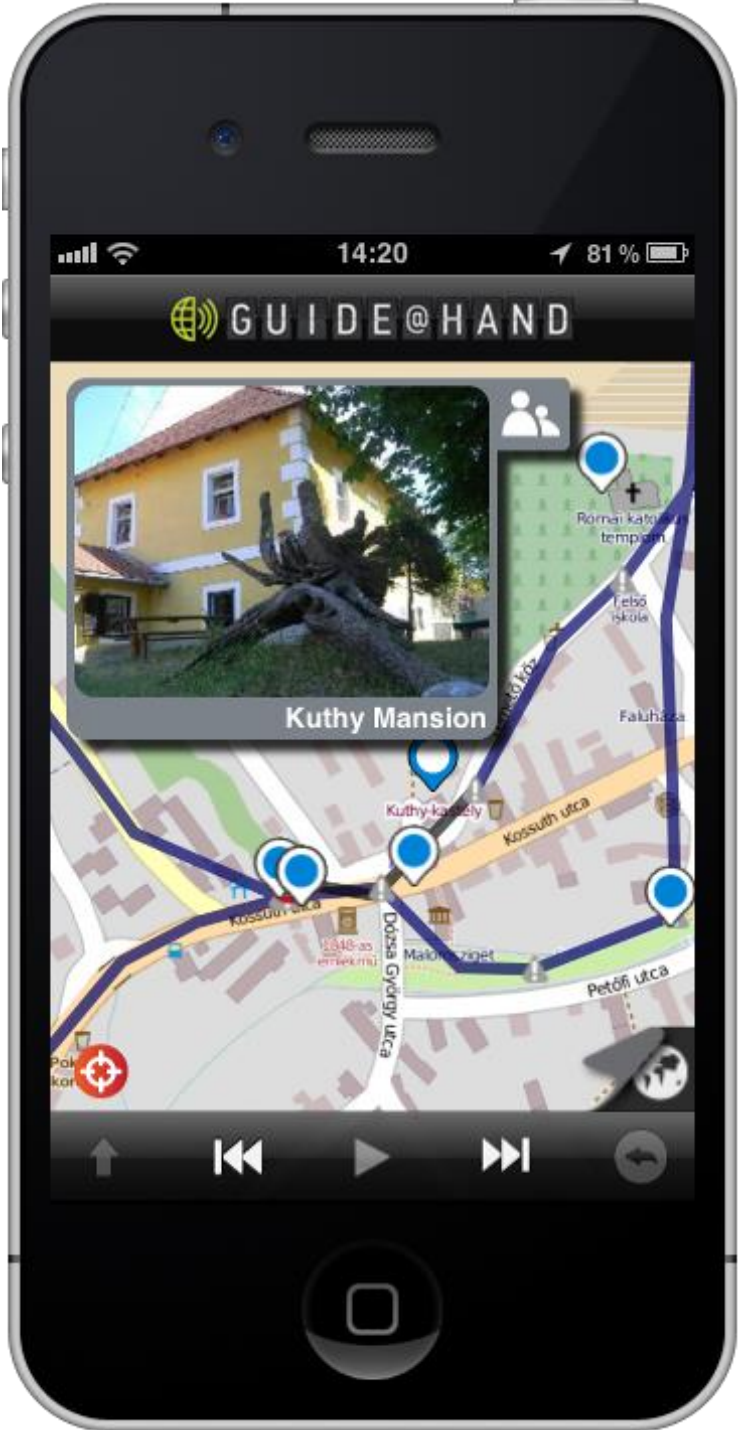 14:20
81%
GUIDE@HAND
Római katolikus
templom
Felső
iskola
Kuthy Mansion
köz
Faluháza
Kuthy-kastély
Kossuth utca
Kossuth utca
1848-as
emlékmű
Malomsziget
Dózsa György utca
Petőfi utca